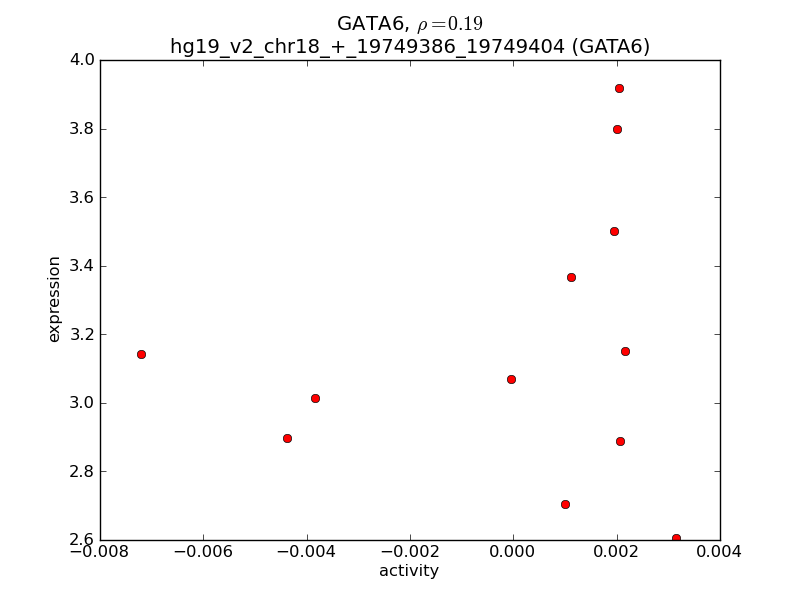 GATA6, ρ=0.19
hg19_v2_chr18_+_19749386_19749404 (GATA6)
4.0
3.8
3.6
3.4
3.2
3.0
2.8
2.6
expression
−0.008 −0.006 −0.004 −0.002 0.000 0.002 0.004
activity